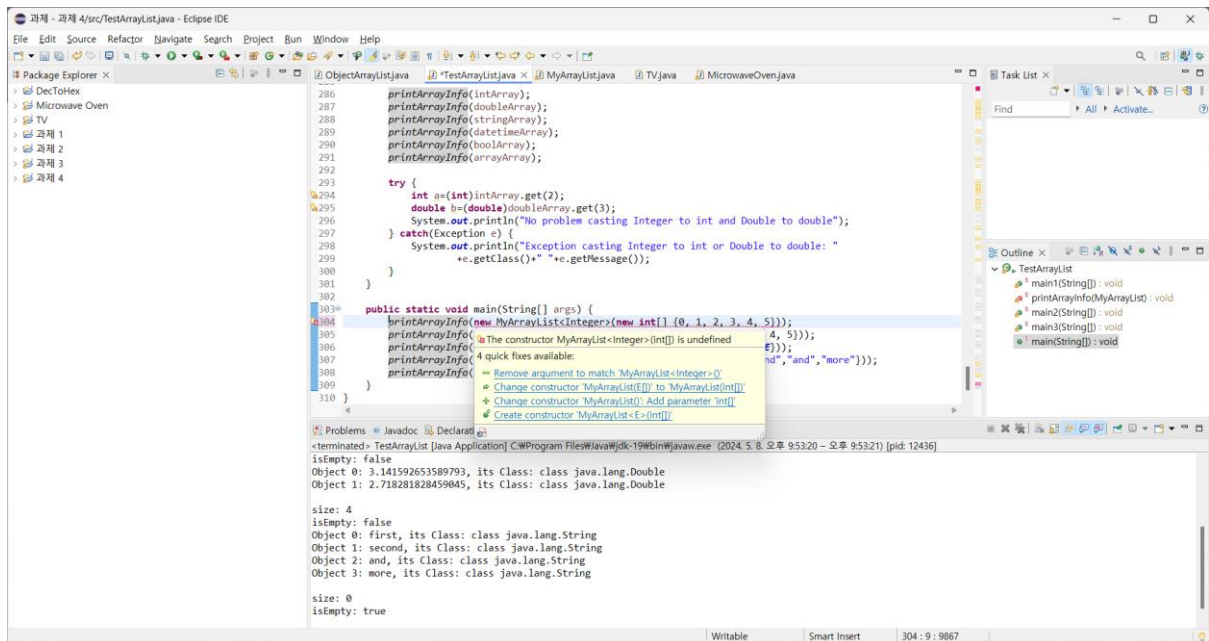 과제 - 과제 4/src/TestArrayList.java - Eclipse IDE
File Edit Source Refactor Navigate Search Project Run Window Help
Package Explorer
DecToHex
Microwave Oven
TV
과제 1
과제 2
과제 3
과제 4
ObjectArrayList.java *TestArrayList.java MyArrayList.java TV.java MicrowaveOven.java
286 printArrayInfo(intArray);
287 printArrayInfo(doubleArray);
288 printArrayInfo(stringArray);
289 printArrayInfo(datetimeArray);
290 printArrayInfo(boolArray);
291 printArrayInfo(arrayArray);
292
293 try {
294 int a=(int)intArray.get(2);
295 double b=(double)doubleArray.get(3);
296 System.out.println("No problem casting Integer to int and Double to double");
297 } catch(Exception e) {
298 System.out.println("Exception casting Integer to int or Double to double: "
299 +e.getClass()+" "+e.getMessage());
300 }
301 }
302
303 public static void main(String[] args) {
304 printArrayInfo(new MyArrayList<Integer>(new int[] {0, 1, 2, 3, 4, 5}));
305 printArrayInfo( 4, 5}));
306 printArrayInfo( E}));
307 printArrayInfo( nd","and","more"}));
308 printArrayInfo(
309 }
310 }
The constructor MyArrayList<Integer>(int[]) is undefined
4 quick fixes available:
Remove argument to match 'MyArrayList<Integer>()'
Change constructor 'MyArrayList(E[])' to 'MyArrayList(int[])'
Change constructor 'MyArrayList()': Add parameter 'int[]'
Create constructor 'MyArrayList<E>(int[])'
Task List
Find All Activate...
Outline
TestArrayList
main1(String[]) : void
printArrayInfo(MyArrayList) : void
main2(String[]) : void
main3(String[]) : void
main(String[]) : void
Problems Javadoc Declarati
<terminated> TestArrayList [Java Application] C:₩Program Files₩Java₩jdk-19₩bin₩javaw.exe (2024. 5. 8. 오후 9:53:20 – 오후 9:53:21) [pid: 12436]
isEmpty: false
Object 0: 3.141592653589793, its Class: class java.lang.Double
Object 1: 2.718281828459045, its Class: class java.lang.Double
size: 4
isEmpty: false
Object 0: first, its Class: class java.lang.String
Object 1: second, its Class: class java.lang.String
Object 2: and, its Class: class java.lang.String
Object 3: more, its Class: class java.lang.String
size: 0
isEmpty: true
Writable Smart Insert 304 : 9 : 9867